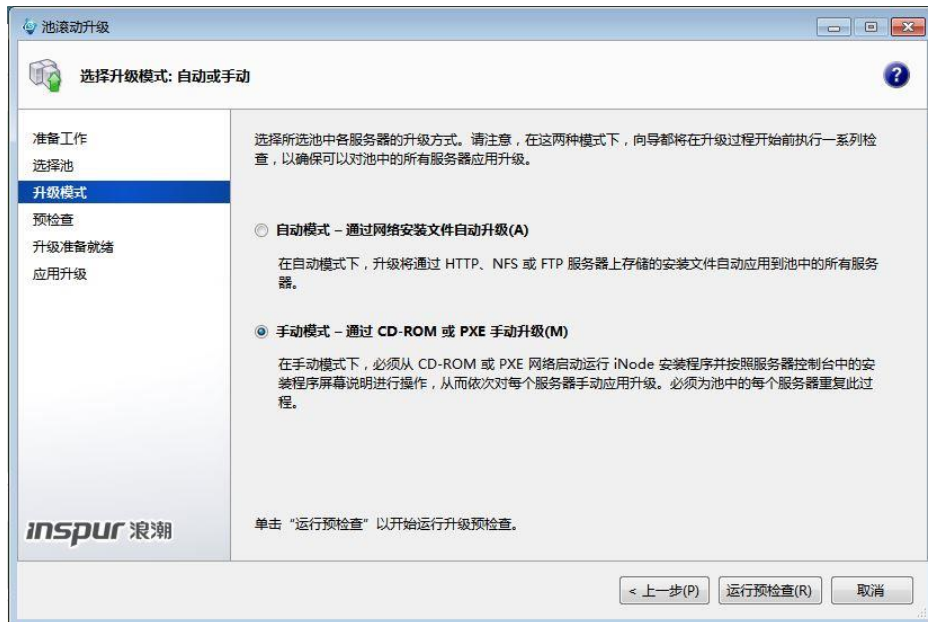 池滚动升级
选择升级模式: 自动或手动
准备工作
选择池
升级模式
预检查
升级准备就绪
应用升级
选择所选池中各服务器的升级方式。请注意，在这两种模式下，向导都将在升级过程开始前执行一系列检
查，以确保可以对池中的所有服务器应用升级。
自动模式 – 通过网络安装文件自动升级(A)
在自动模式下，升级将通过 HTTP、NFS 或 FTP 服务器上存储的安装文件自动应用到池中的所有服务
器。
手动模式 – 通过 CD-ROM 或 PXE 手动升级(M)
在手动模式下，必须从 CD-ROM 或 PXE 网络启动运行 iNode 安装程序并按照服务器控制台中的安
装程序屏幕说明进行操作，从而依次对每个服务器手动应用升级。必须为池中的每个服务器重复此过
程。
单击“运行预检查”以开始运行升级预检查。
inspur 浪潮
< 上一步(P)
运行预检查(R)
取消